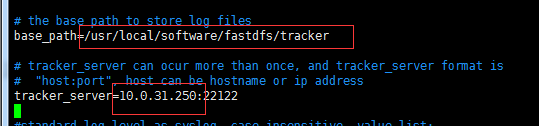 # the base path to store log files
base_path=/usr/local/software/fastdfs/tracker
# tracker_server can ocur more than once, and tracker_server format is
#  "host:port", host can be hostname or ip address
tracker_server=10.0.31.250:22122
#standard log level as syslog, case insensitive, value list: